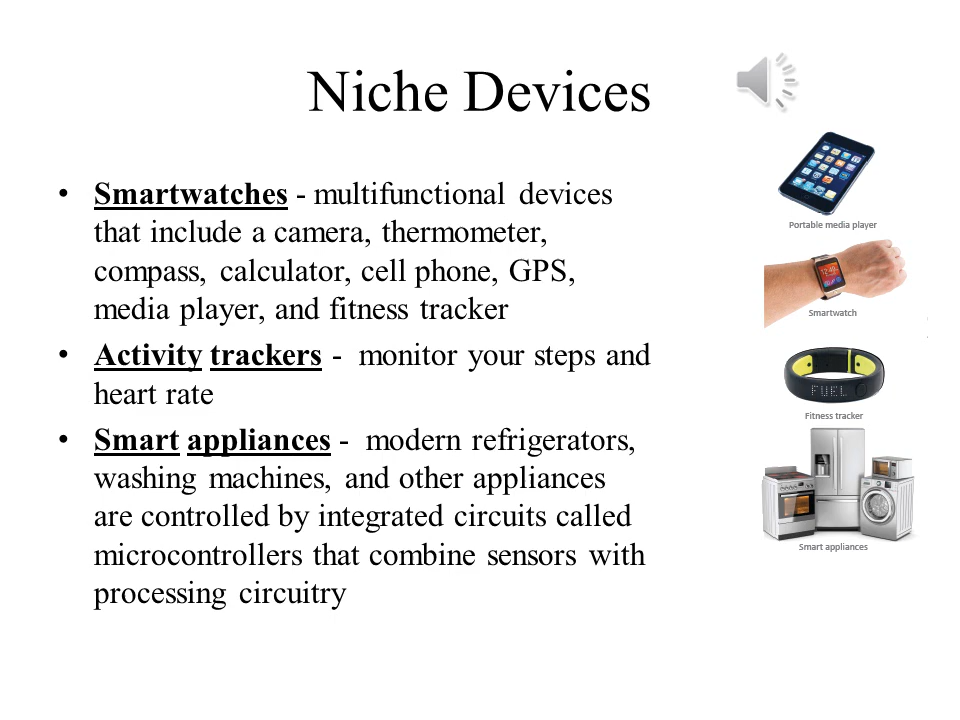 Niche Devices
• Smartwatches - multifunctional devices
that include a camera, thermometer,
compass, calculator, cell phone, GPS,
media player, and fitness tracker
• Activity trackers - monitor your steps and
heart rate
• Smart appliances - modern refrigerators,
washing machines, and other appliances
are controlled by integrated circuits called
microcontrollers that combine sensors with
processing circuitry
Portable media player
Smartwatch
FUEL
Fitness tracker
Smart appliances